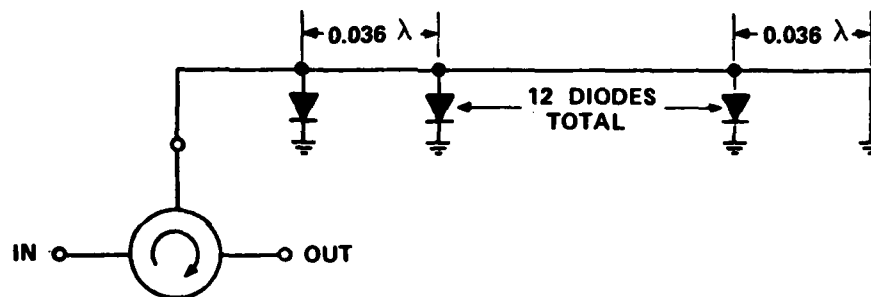 0.036 λ
0.036 λ
12 DIODES
TOTAL
IN
OUT